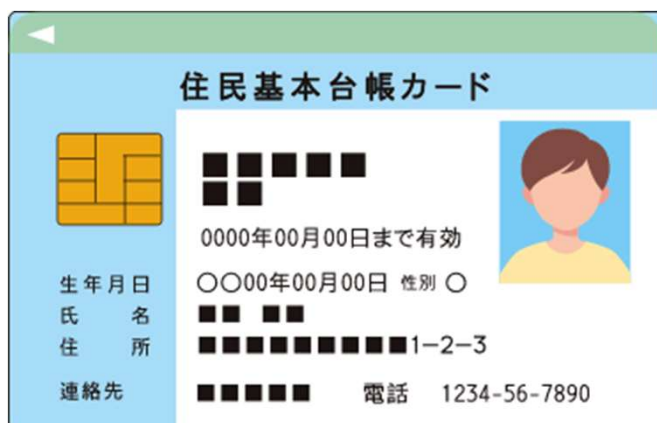 住民基本台帳カード
■■■■■
■■
0000年00月00日まで有効
生年月日 〇〇00年00月00日 性別 〇
氏名 ■■ ■■
住所 ■■■■■■■■■1-2-3
連絡先 ■■■■■ 電話 1234-56-7890